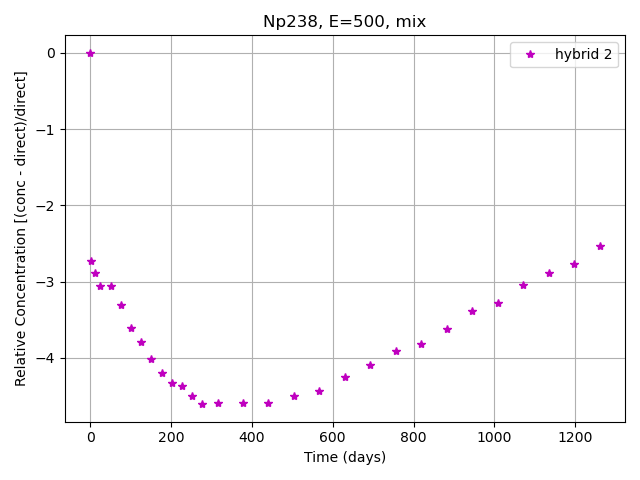 Np238, E=500, mix
hybrid 2
Relative Concentration [(conc - direct)/direct]
0
−1
−2
−3
−4
0 200 400 600 800 1000 1200
Time (days)